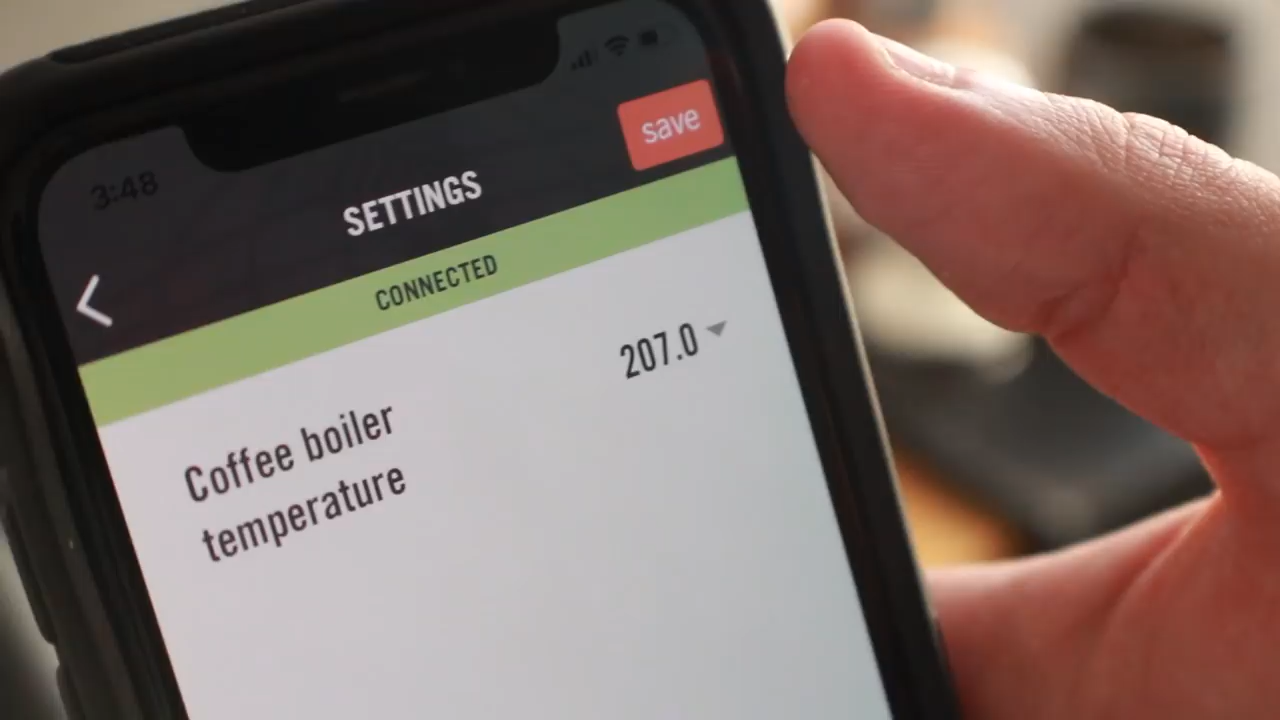 3:48
save
SETTINGS
CONNECTED
207.0
Coffee boiler
temperature